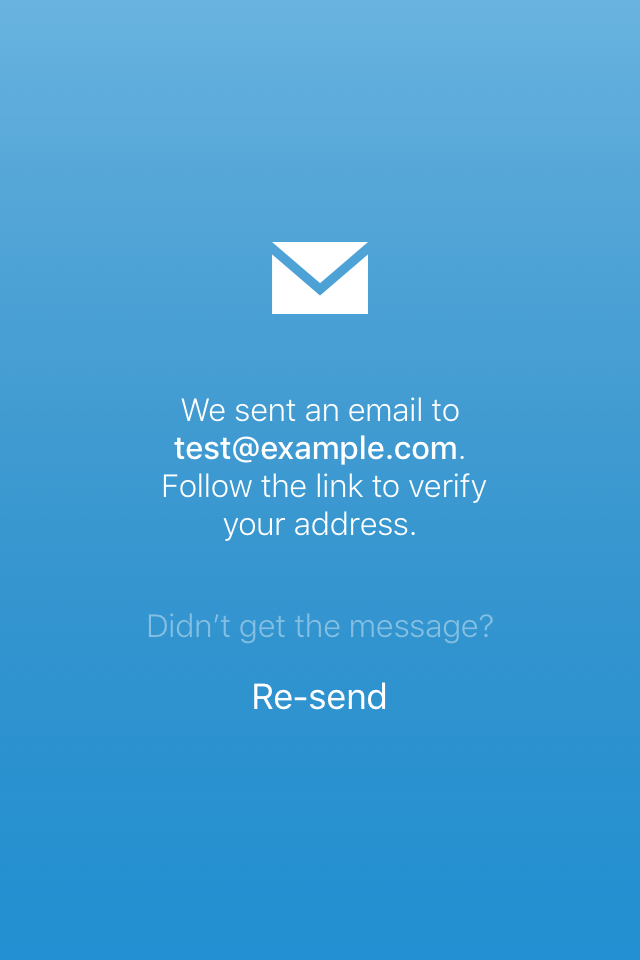 We sent an email to
test@example.com.
Follow the link to verify
your address.
Didn’t get the message?
Re-send